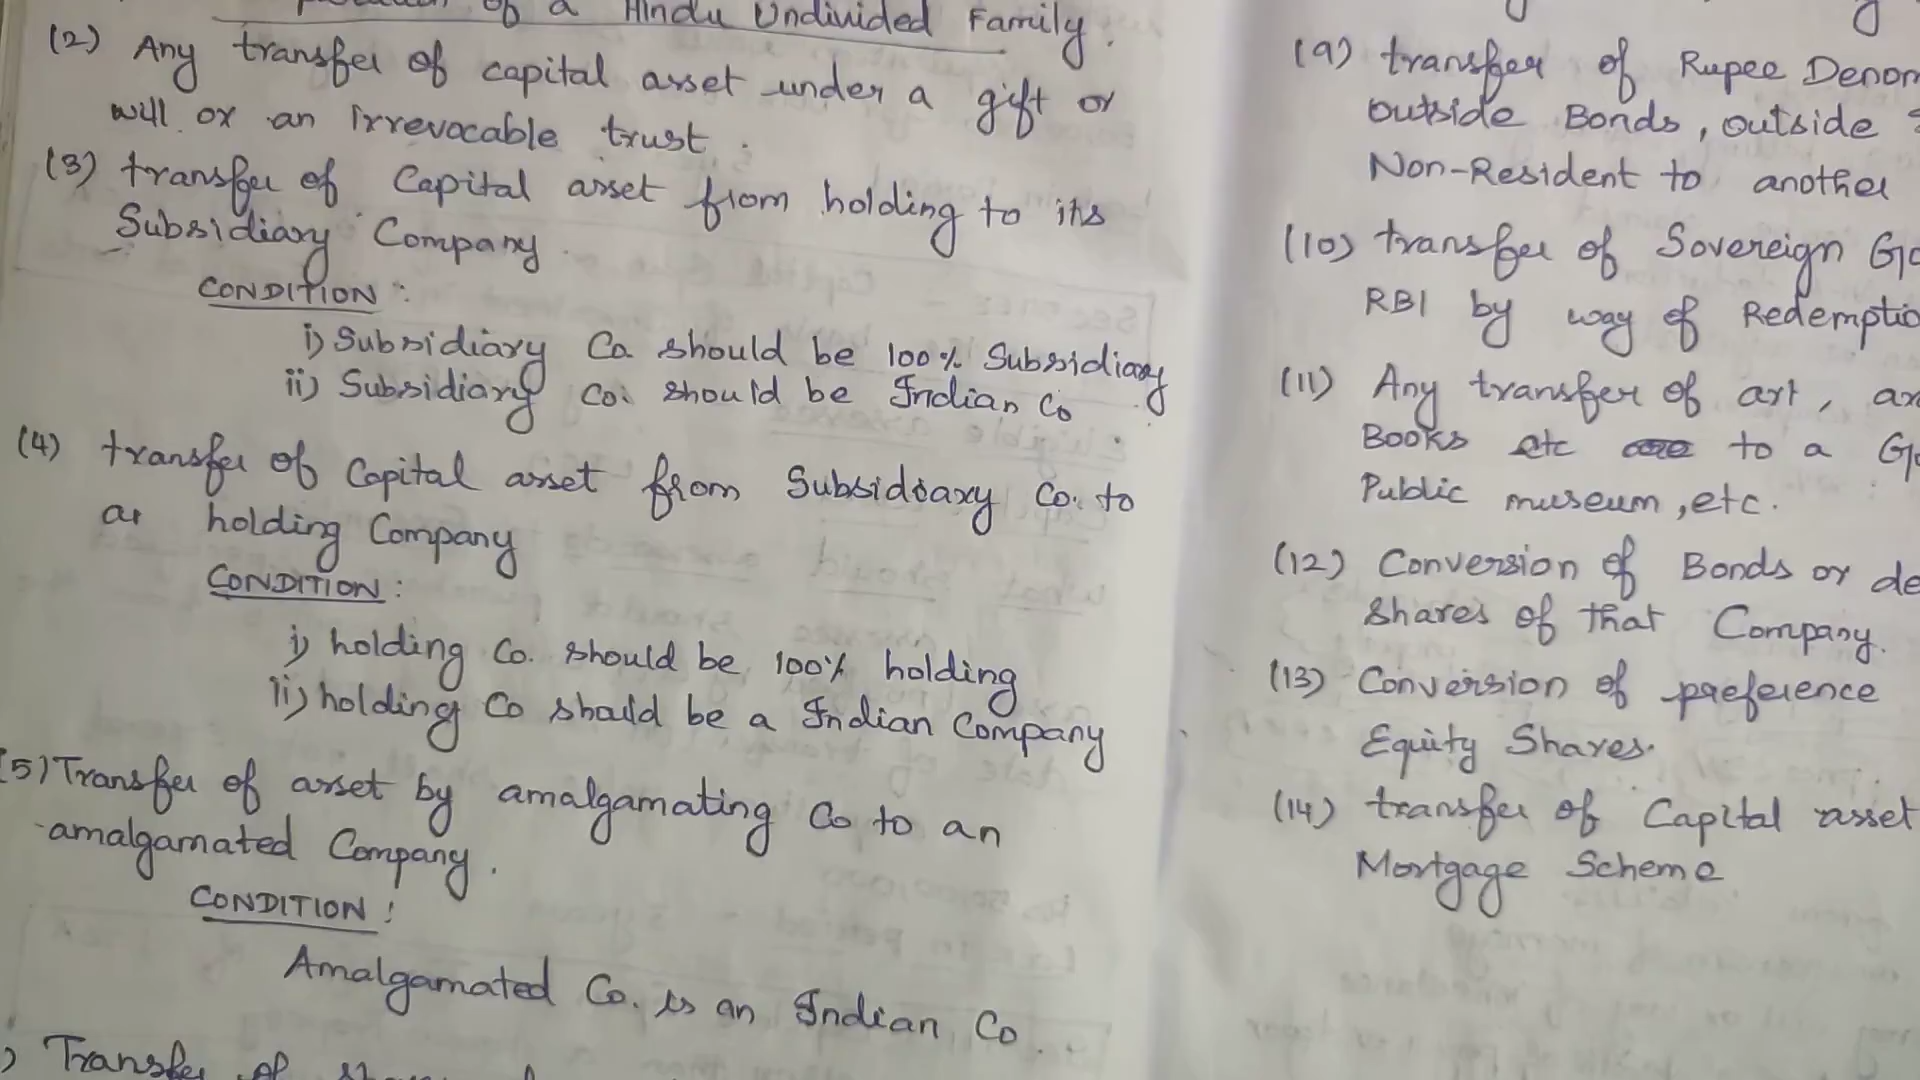 of a Hindu Undivided Family.
(2) Any transfer of capital asset under a gift or
will or an irrevocable trust.
(3) transfer of Capital asset from holding to its
Subsidiary Company.
CONDITION:
i) Subsidiary Co. should be 100% Subsidiary
ii) Subsidiary Co. should be Indian Co
(4) transfer of Capital asset from Subsidiary Co. to
holding Company
CONDITION:
i) holding Co. should be 100% holding
ii) holding Co should be a Indian Company
(5) Transfer of asset by amalgamating Co to an
amalgamated Company.
CONDITION:
Amalgamated Co. is an Indian Co.
Transfer of
(9) transfer of Rupee Denom
outside Bonds, outside
Non-Resident to another
(10) transfer of Sovereign Go
RBI by way of Redemptio
(11) Any transfer of art, ar
Books etc to a Go
Public museum, etc.
(12) Conversion of Bonds or de
shares of that Company.
(13) Conversion of preference
Equity Shares.
(14) transfer of Capital asset
Mortgage Scheme